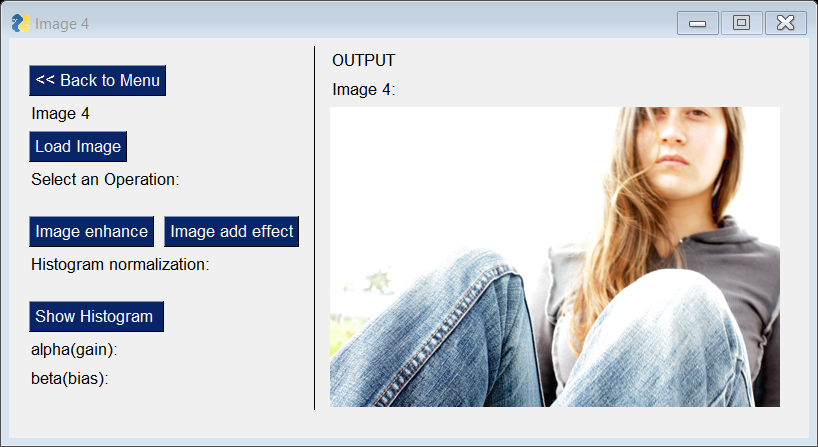 Image 4
<< Back to Menu
Image 4
Load Image
Select an Operation:
Image enhance
Image add effect
Histogram normalization:
Show Histogram
alpha(gain):
beta(bias):
OUTPUT
Image 4: